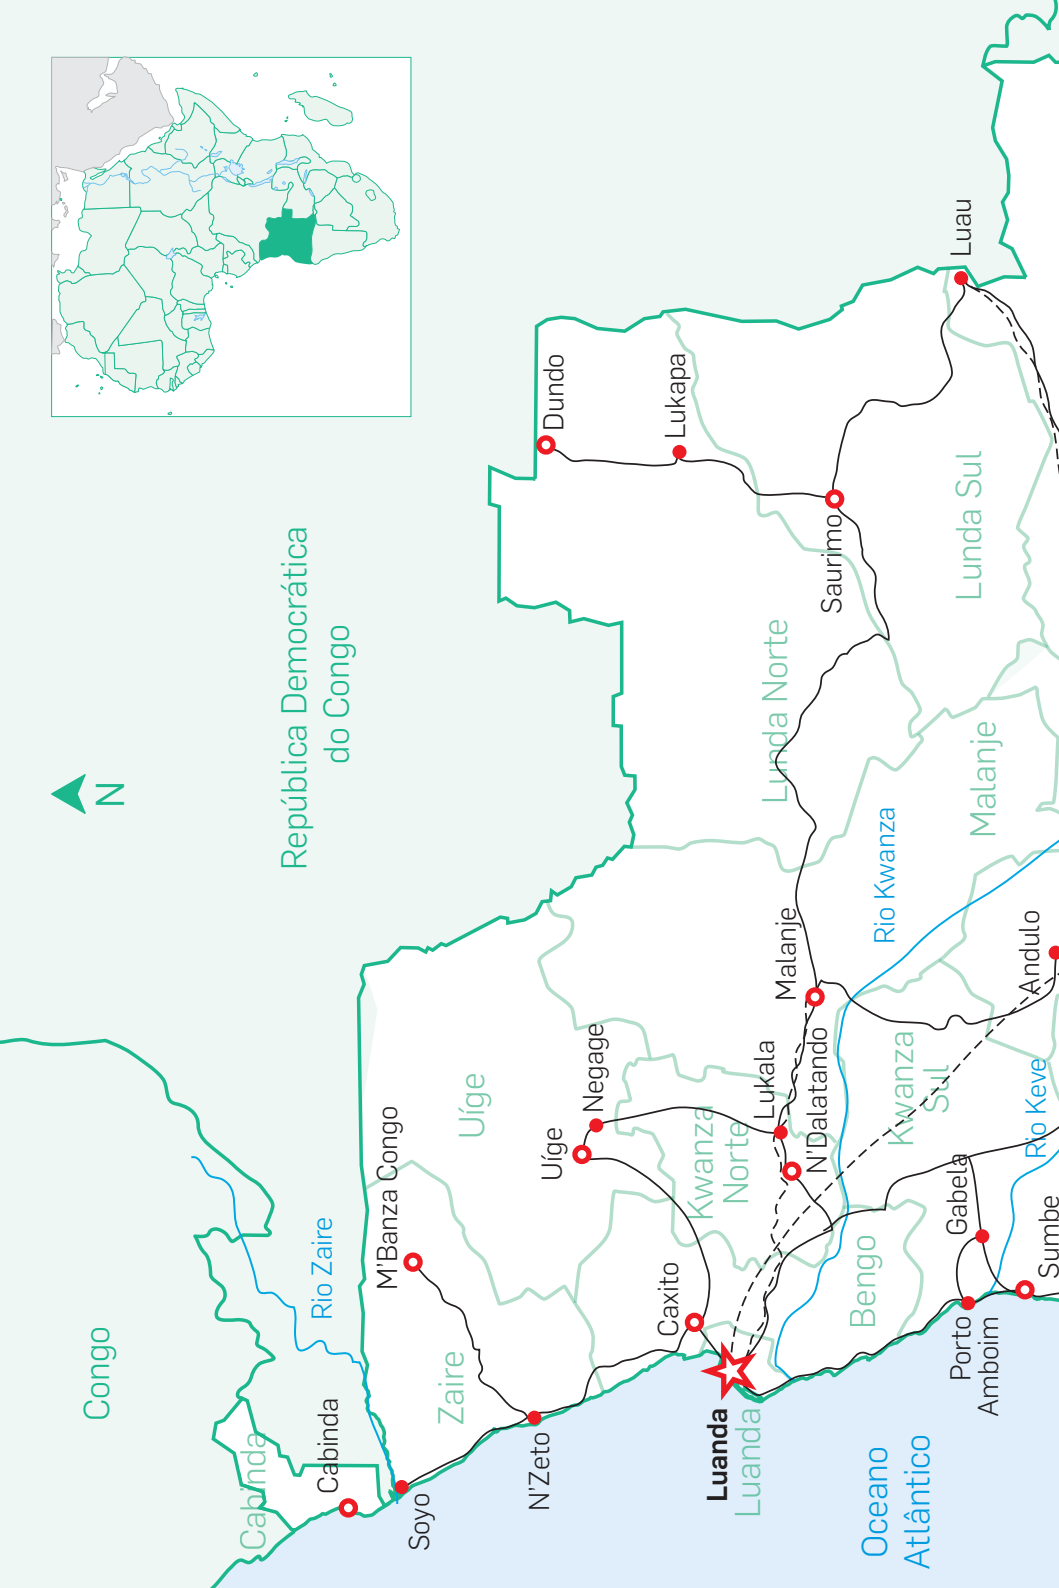 N
República Democrática
do Congo
Congo
Rio Zaire
Cabinda
Cabinda
Soyo
M'Banza Congo
Zaire
N'Zeto
Uíge
Uíge
Negage
Dundo
Lukapa
Saurimo
Lunda Norte
Lunda Sul
Luau
Caxito
Kwanza
Norte
Lukala
N'Dalatando
Malanje
Malanje
Rio Kwanza
Luanda
Luanda
Bengo
Kwanza
Sul
Andulo
Rio Keve
Gabela
Porto
Amboim
Sumbe
Oceano
Atlântico